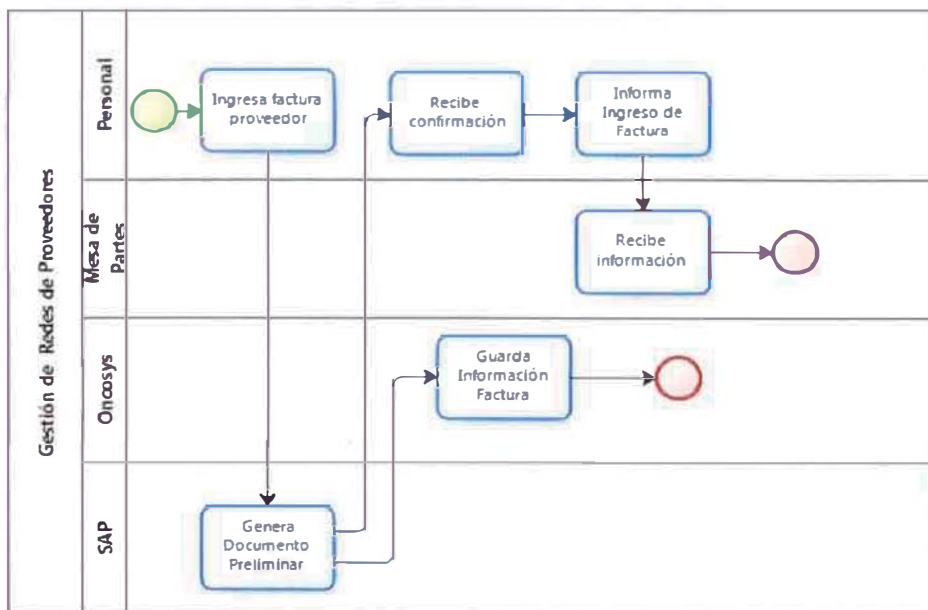 Gestión de Redes de Proveedores
Personal
Ingresa factura
proveedor
Recibe
confirmación
Informa
Ingreso de
Factura
Mesa de
Partes
Recibe
información
Oncosys
Guarda
Información
Factura
SAP
Genera
Documento
Preliminar